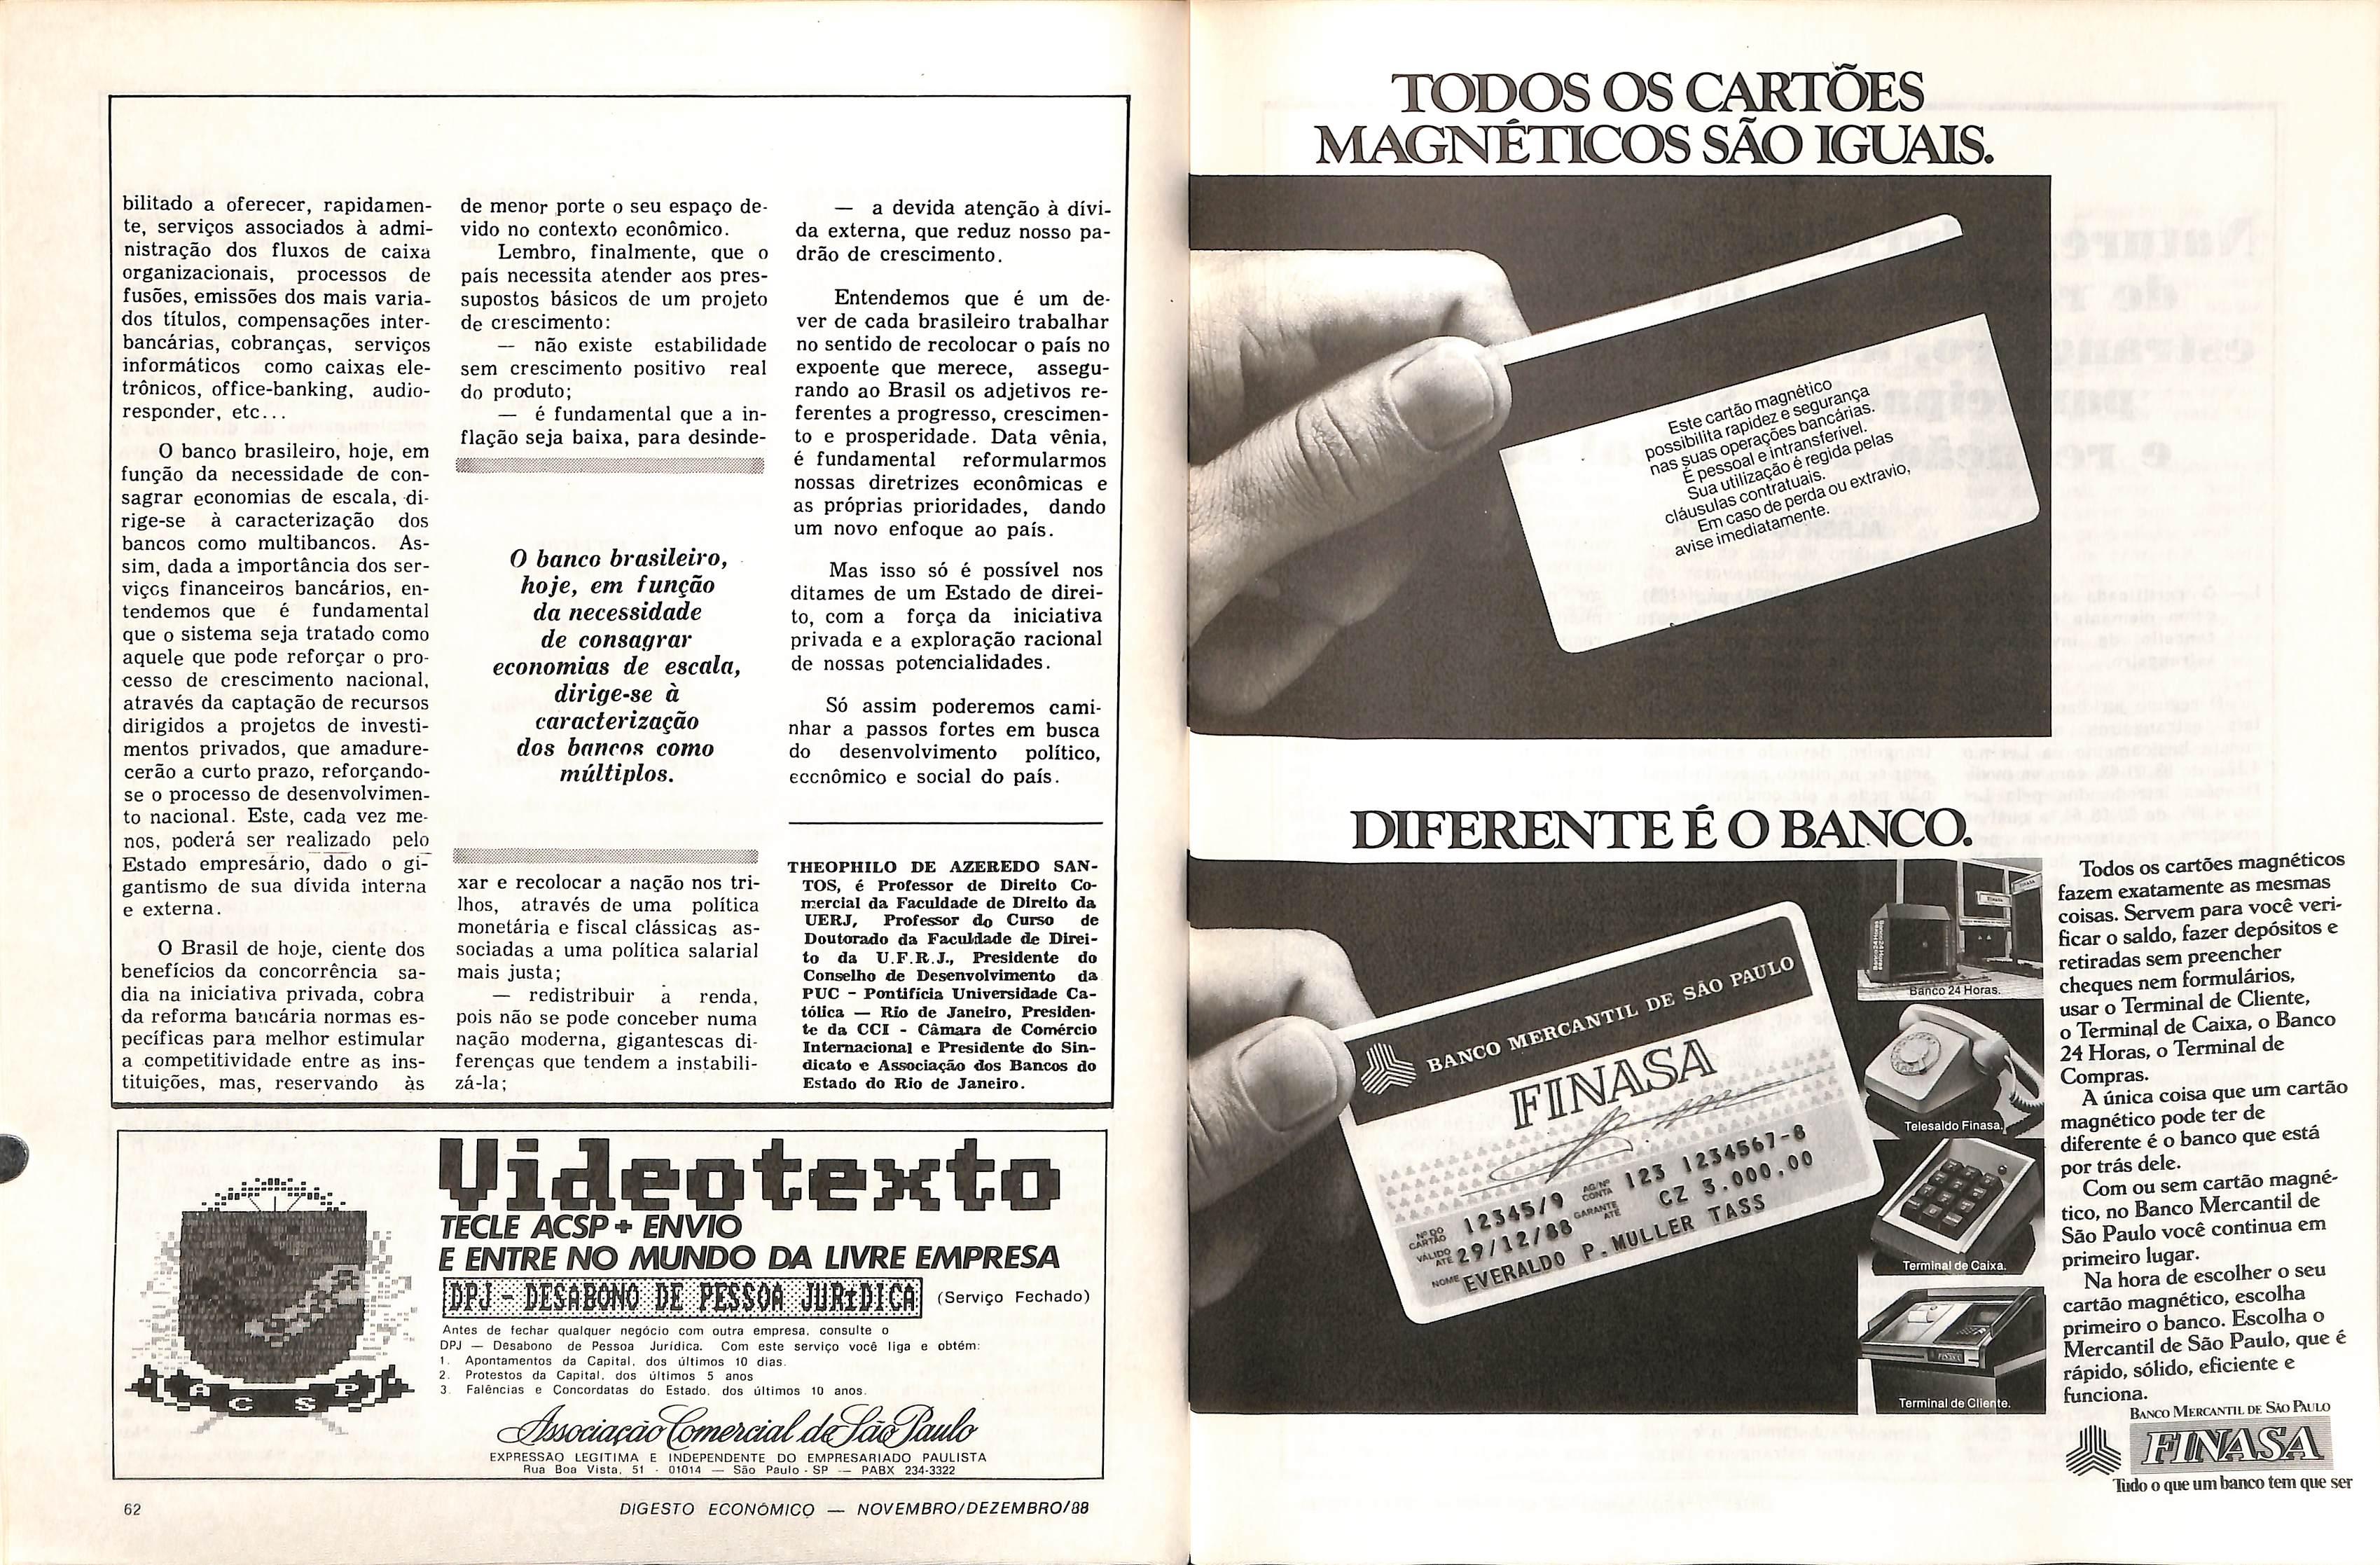 bilitado a oferecer, rapidamen-
te, serviços associados à admi-
nistração dos fluxos de caixa
organizacionais, processos de
fusões, emissões dos mais varia-
dos títulos, compensações inter-
bancárias, cobranças, serviços
informáticos como caixas ele-
trônicos, office-banking, audio-
responder, etc...
O banco brasileiro, hoje, em
função da necessidade de con-
sagrar economias de escala, di-
rige-se à caracterização dos
bancos como multibancos. As-
sim, dada a importância dos ser-
viços financeiros bancários, en-
tendemos que é fundamental
que o sistema seja tratado como
aquele que pode reforçar o pro-
cesso de crescimento nacional,
através da captação de recursos
dirigidos a projetos de investi-
mentos privados, que amadure-
cerão a curto prazo, reforçando-
se o processo de desenvolvimen-
to nacional. Este, cada vez me-
nos, poderá ser realizado pelo
Estado empresário, dado o gi-
gantismo de sua dívida interna
e externa.
O Brasil de hoje, ciente dos
benefícios da concorrência sa-
dia na iniciativa privada, cobra
da reforma bancária normas es-
pecíficas para melhor estimular
a competitividade entre as ins-
tituições, mas, reservando às
de menor porte o seu espaço de-
vido no contexto econômico.
Lembro, finalmente, que o
país necessita atender aos pres-
supostos básicos de um projeto
de crescimento:
— não existe estabilidade
sem crescimento positivo real
do produto;
— é fundamental que a in-
flação seja baixa, para desinde-
O banco brasileiro,
hoje, em função
da necessidade
de consagrar
economias de escala,
dirige-se à
caracterização
dos bancos como
múltiplos.
xar e recolocar a nação nos tri-
lhos, através de uma política
monetária e fiscal clássicas as-
sociadas a uma política salarial
mais justa;
— redistribuir a renda,
pois não se pode conceber numa
nação moderna, gigantescas di-
ferenças que tendem a instabili-
zá-la;
— a devida atenção à dívi-
da externa, que reduz nosso pa-
drão de crescimento.
Entendemos que é um de-
ver de cada brasileiro trabalhar
no sentido de recolocar o país no
expoente que merece, assegu-
rando ao Brasil os adjetivos re-
ferentes a progresso, crescimen-
to e prosperidade. Data vênia,
é fundamental reformularmos
nossas diretrizes econômicas e
as próprias prioridades, dando
um novo enfoque ao país.
Mas isso só é possível nos
ditames de um Estado de direi-
to, com a força da iniciativa
privada e a exploração racional
de nossas potencialidades.
Só assim poderemos cami-
nhar a passos fortes em busca
do desenvolvimento político,
econômico e social do país.
THEOPHILO DE AZEREDO SAN-
TOS, é Professor de Direito Co-
mercial da Faculdade de Direito da
UERJ, Professor do Curso de
Doutorado da Faculdade de Direi-
to da U.F.R.J., Presidente do
Conselho de Desenvolvimento da
PUC - Pontifícia Universidade Ca-
tólica — Rio de Janeiro, Presiden-
te da CCI - Câmara de Comércio
Internacional e Presidente do Sin-
dicato e Associação dos Bancos do
Estado do Rio de Janeiro.
A C S P
Videotexto
TECLE ACSP + ENVIO
E ENTRE NO MUNDO DA LIVRE EMPRESA
DPJ - DESABONO DE PESSOA JURÍDICA (Serviço Fechado)
Antes de fechar qualquer negócio com outra empresa, consulte o
DPJ — Desabono de Pessoa Jurídica. Com este serviço você liga e obtém:
1. Apontamentos da Capital, dos últimos 10 dias.
2. Protestos da Capital, dos últimos 5 anos
3. Falências e Concordatas do Estado, dos últimos 10 anos.
Associação Comercial de São Paulo
EXPRESSÃO LEGÍTIMA E INDEPENDENTE DO EMPRESARIADO PAULISTA
Rua Boa Vista, 51 - 01014 — São Paulo - SP — PABX 234-3322
62
DIGESTO ECONÔMICO — NOVEMBRO/DEZEMBRO/88
TODOS OS CARTÕES
MAGNÉTICOS SÃO IGUAIS.
Este cartão magnético
possibilita rapidez e segurança
nas suas operações bancárias.
É pessoal e intransferível.
Sua utilização é regida pelas
cláusulas contratuais.
Em caso de perda ou extravio,
avise imediatamente.
DIFERENTE É O BANCO.
BANCO MERCANTIL DE SÃO PAULO
FINASA
Nº DO CARTÃO 12345/9 AG/Nº CONTA 123 1234567-8
VÁLIDO ATÉ 29/12/88 GARANTE ATÉ CZ 3.000,00
NOME EVERALDO P. MULLER TASS
Banco 24 Horas.
Telesaldo Finasa.
Terminal de Caixa.
Terminal de Cliente.
Todos os cartões magnéticos
fazem exatamente as mesmas
coisas. Servem para você veri-
ficar o saldo, fazer depósitos e
retiradas sem preencher
cheques nem formulários,
usar o Terminal de Cliente,
o Terminal de Caixa, o Banco
24 Horas, o Terminal de
Compras.
A única coisa que um cartão
magnético pode ter de
diferente é o banco que está
por trás dele.
Com ou sem cartão magné-
tico, no Banco Mercantil de
São Paulo você continua em
primeiro lugar.
Na hora de escolher o seu
cartão magnético, escolha
primeiro o banco. Escolha o
Mercantil de São Paulo, que é
rápido, sólido, eficiente e
funciona.
BANCO MERCANTIL DE SÃO PAULO
FINASA
Tudo o que um banco tem que ser